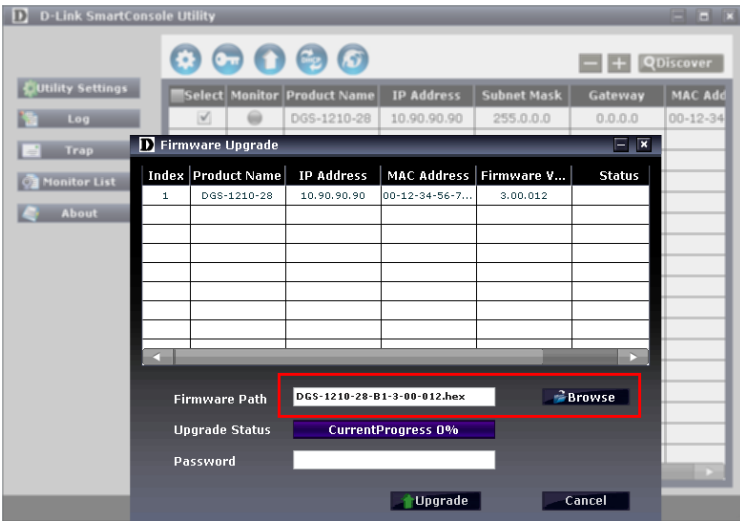 D-Link SmartConsole Utility
Discover
Utility Settings
Select Monitor Product Name IP Address Subnet Mask Gateway MAC Add
Log
DGS-1210-28 10.90.90.90 255.0.0.0 0.0.0.0 00-12-34
Trap
Firmware Upgrade
Monitor List
Index Product Name IP Address MAC Address Firmware V... Status
1 DGS-1210-28 10.90.90.90 00-12-34-56-7... 3.00.012
About
Firmware Path DGS-1210-28-B1-3-00-012.hex Browse
Upgrade Status CurrentProgress 0%
Password
Upgrade Cancel